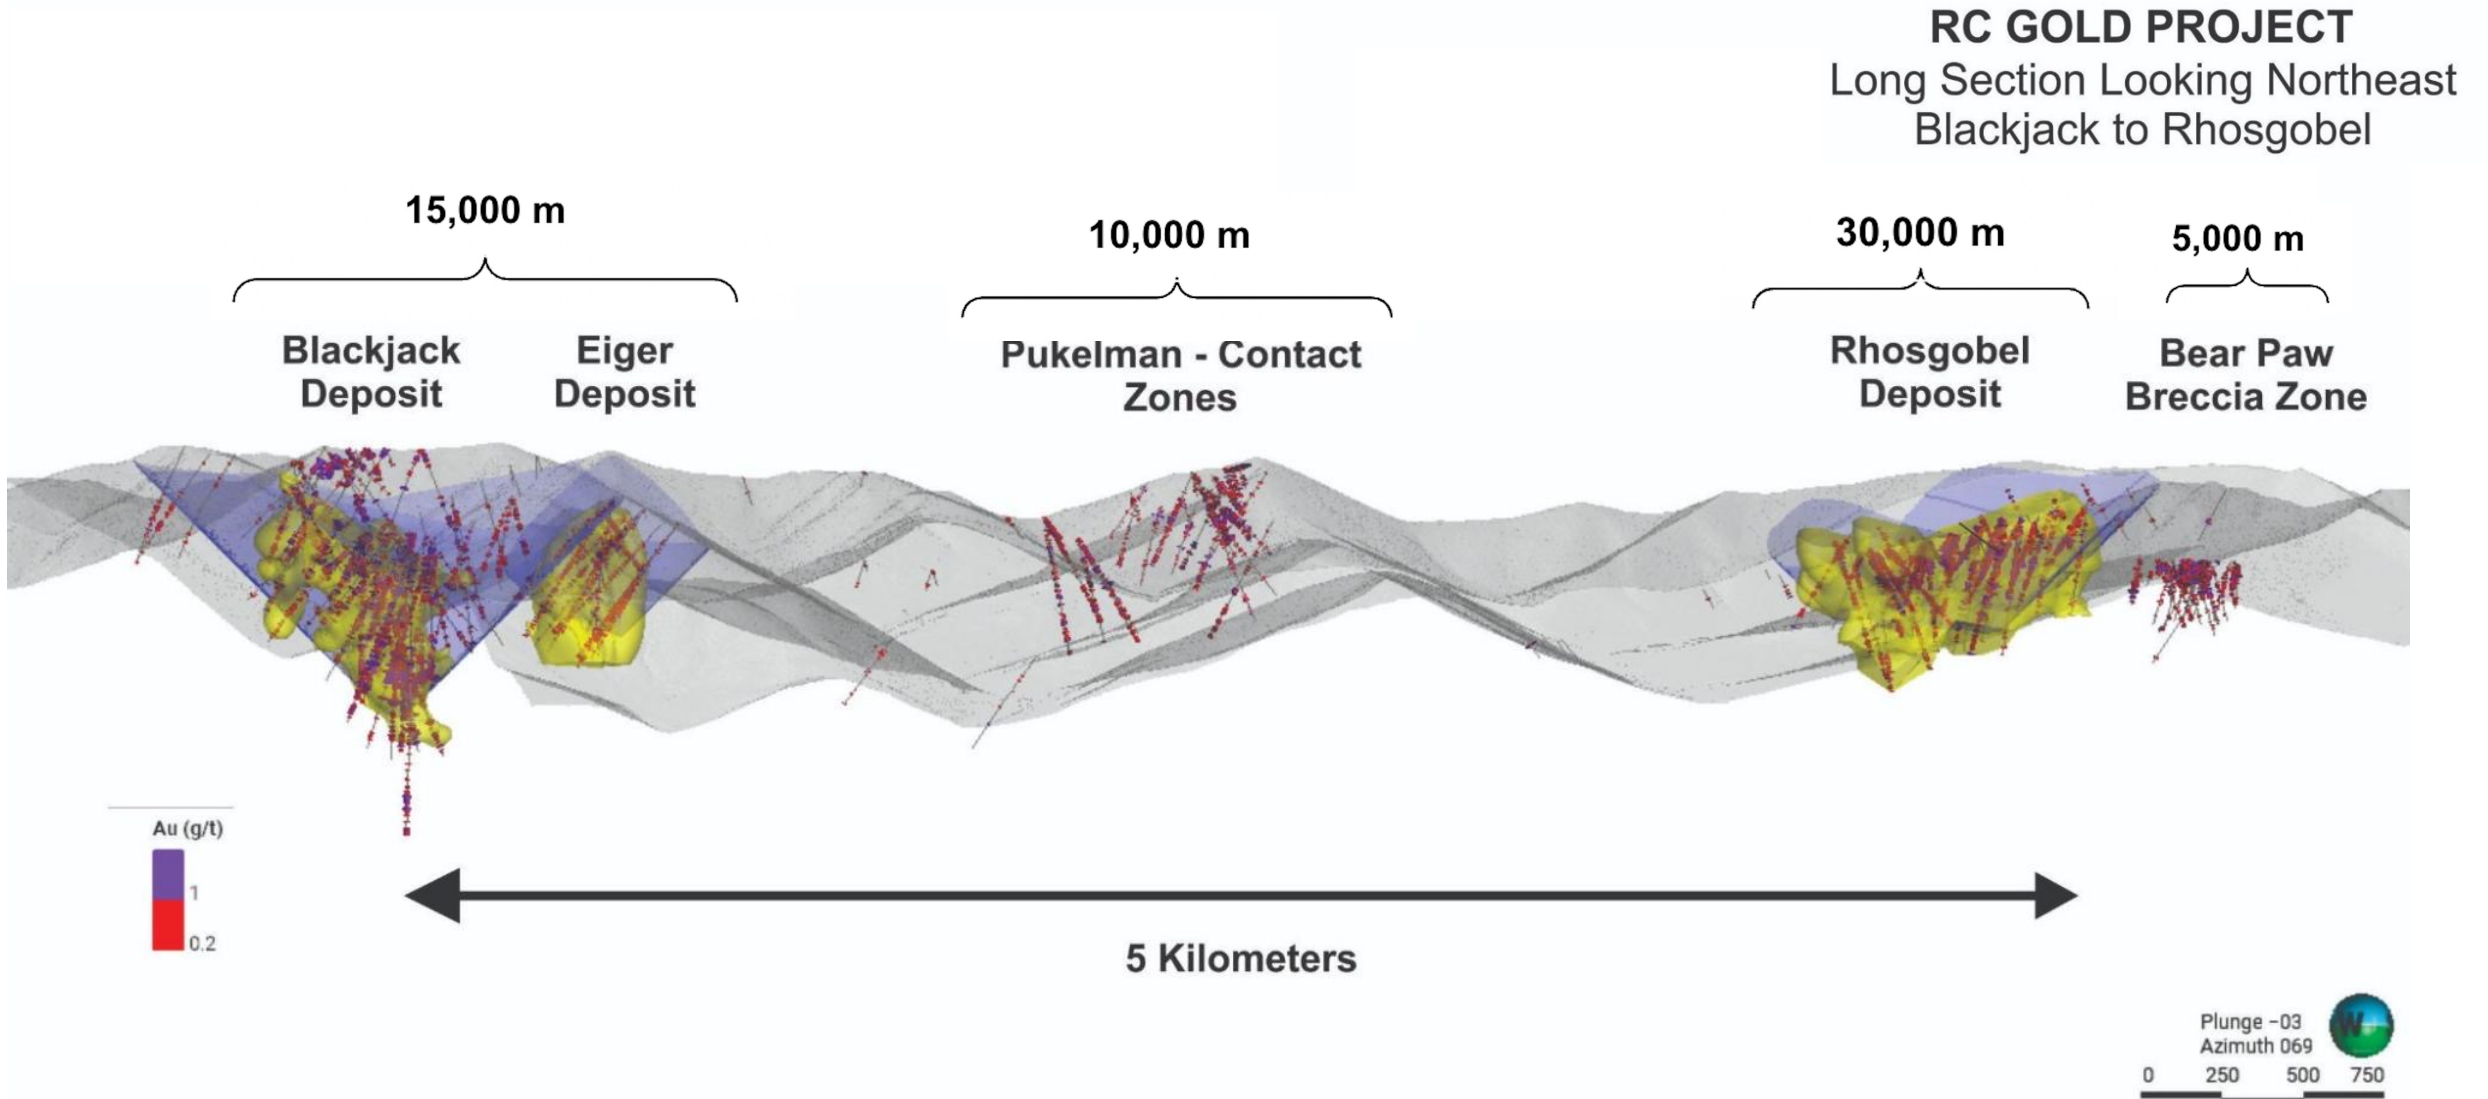 RC GOLD PROJECT
Long Section Looking Northeast
Blackjack to Rhosgobel
15,000 m
10,000 m
30,000 m
5,000 m
Blackjack
Deposit
Eiger
Deposit
Pukelman - Contact
Zones
Rhosgobel
Deposit
Bear Paw
Breccia Zone
Au (g/t)
1
0.2
5 Kilometers
W
Plunge -03
Azimuth 069
0 250 500 750